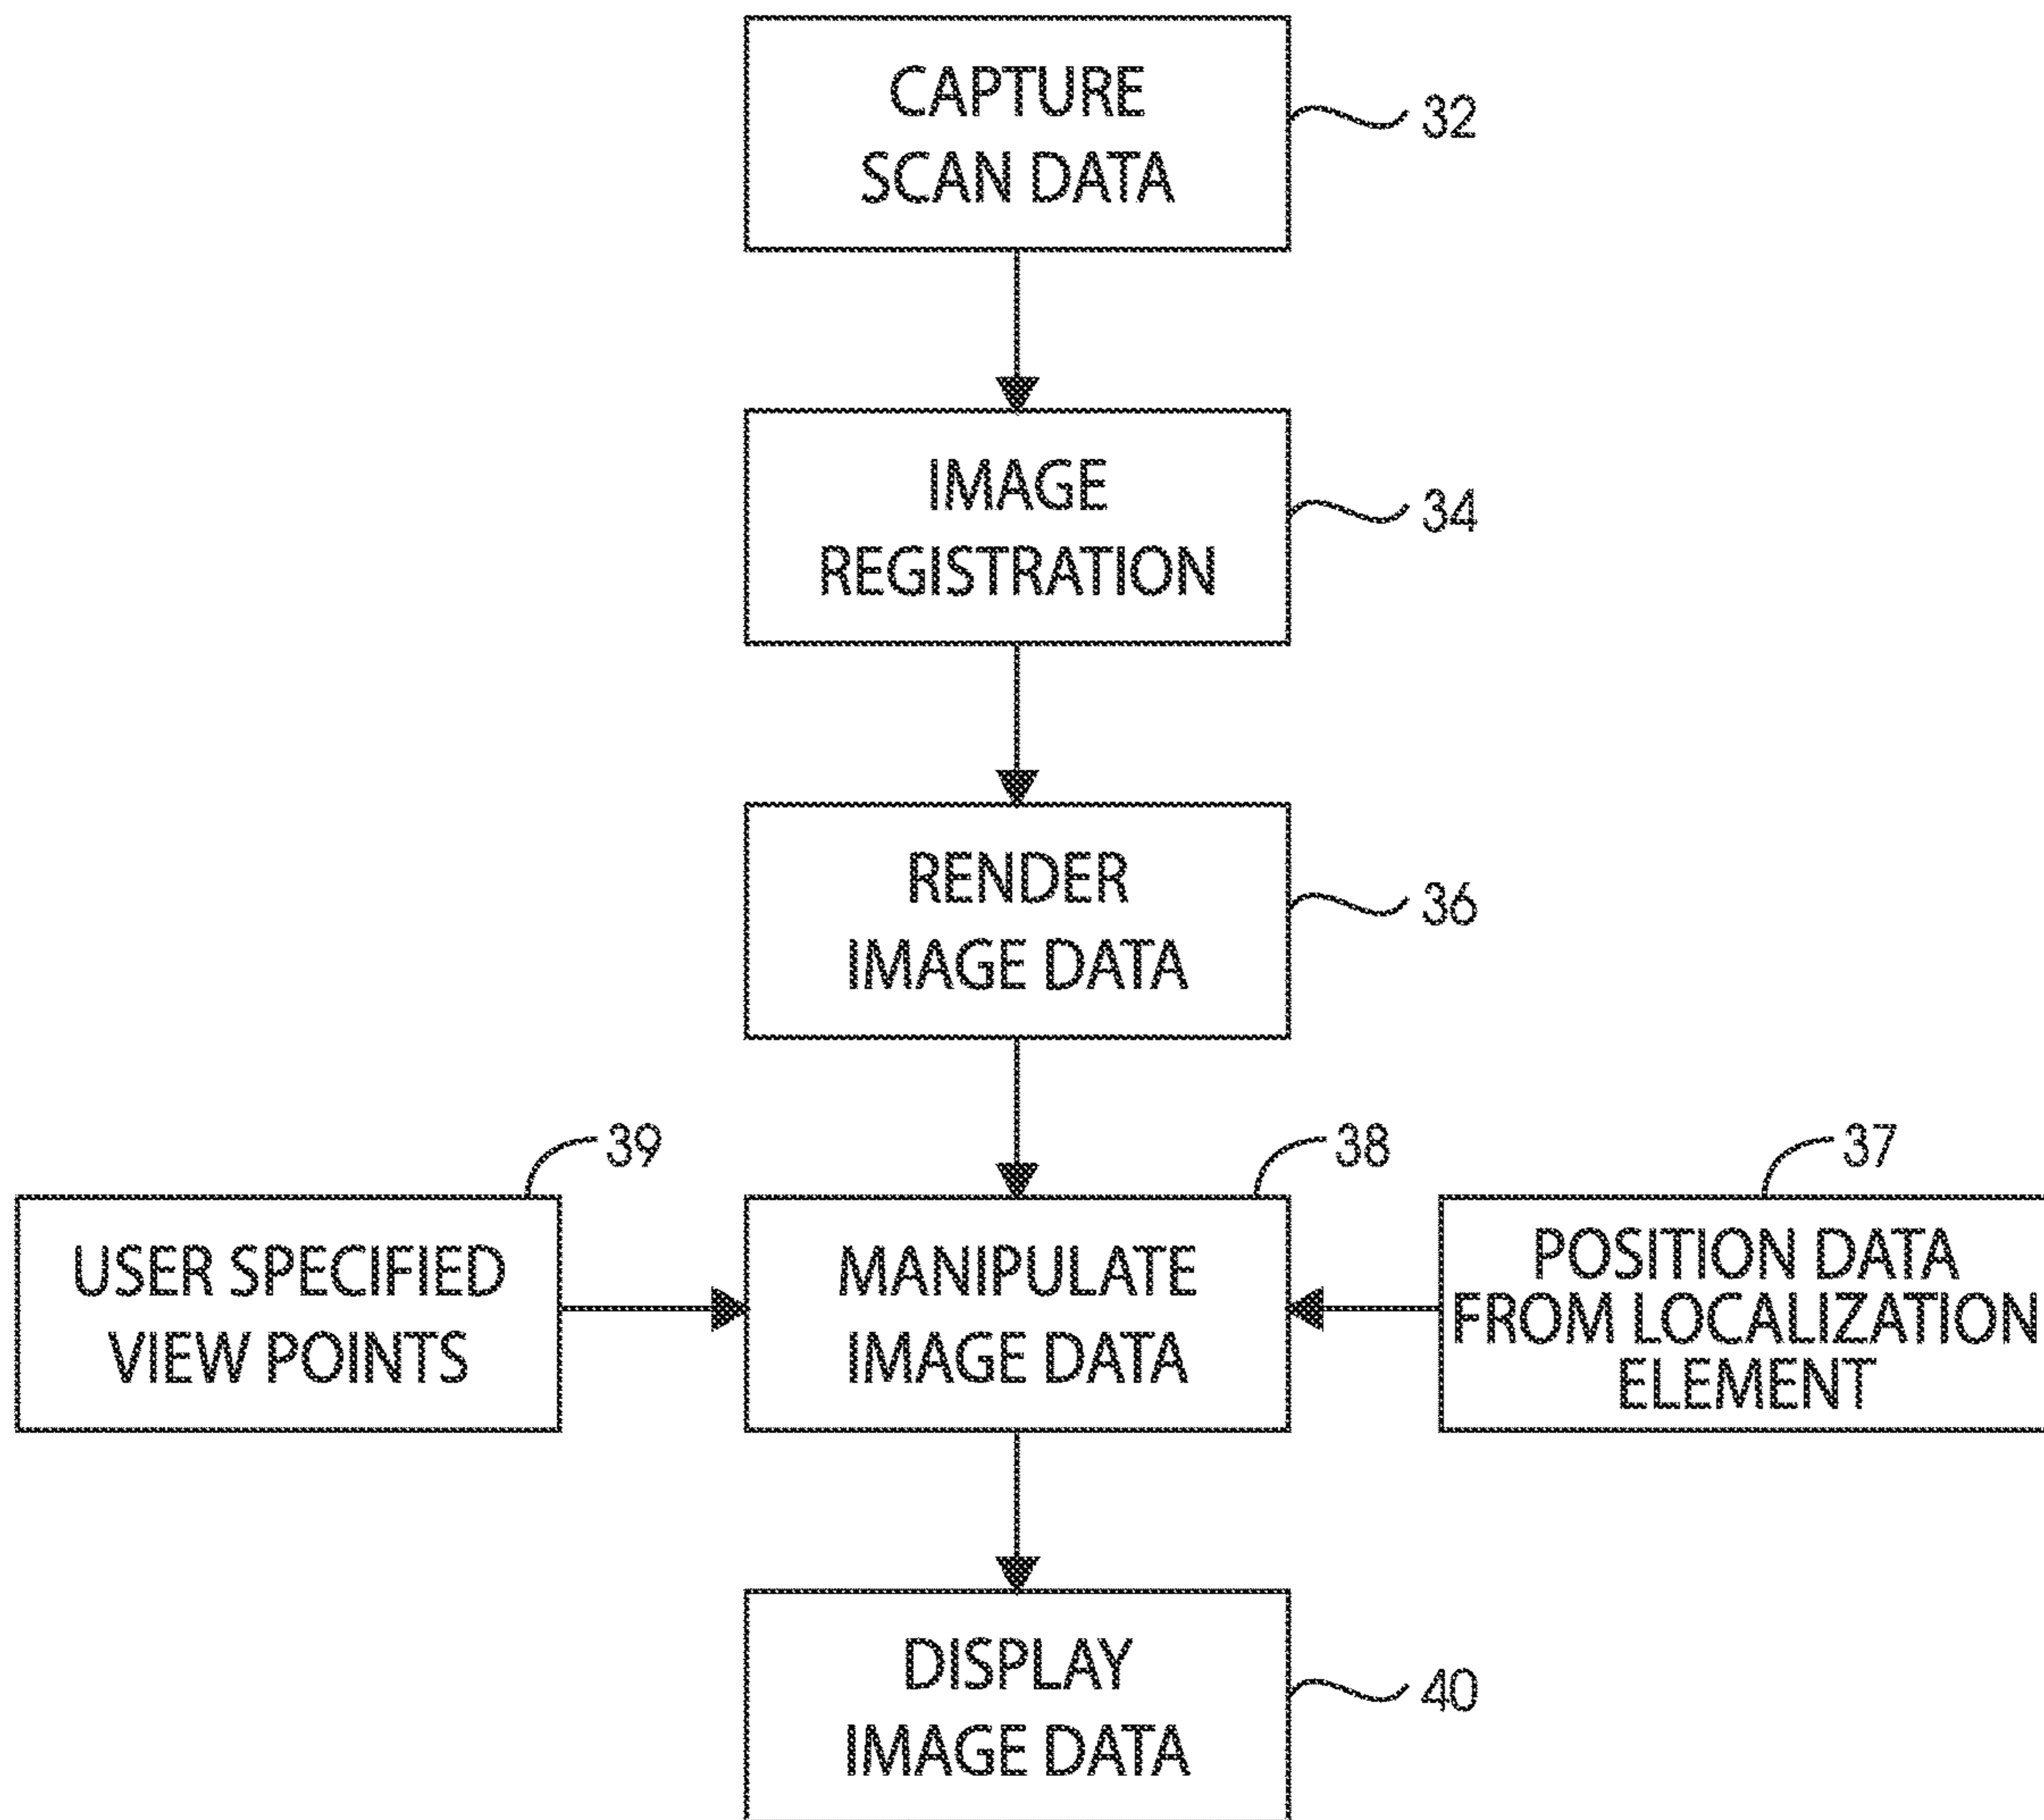 CAPTURE
SCAN DATA
32
IMAGE
REGISTRATION
34
RENDER
IMAGE DATA
36
39
38
37
USER SPECIFIED
VIEW POINTS
MANIPULATE
IMAGE DATA
POSITION DATA
FROM LOCALIZATION
ELEMENT
DISPLAY
IMAGE DATA
40